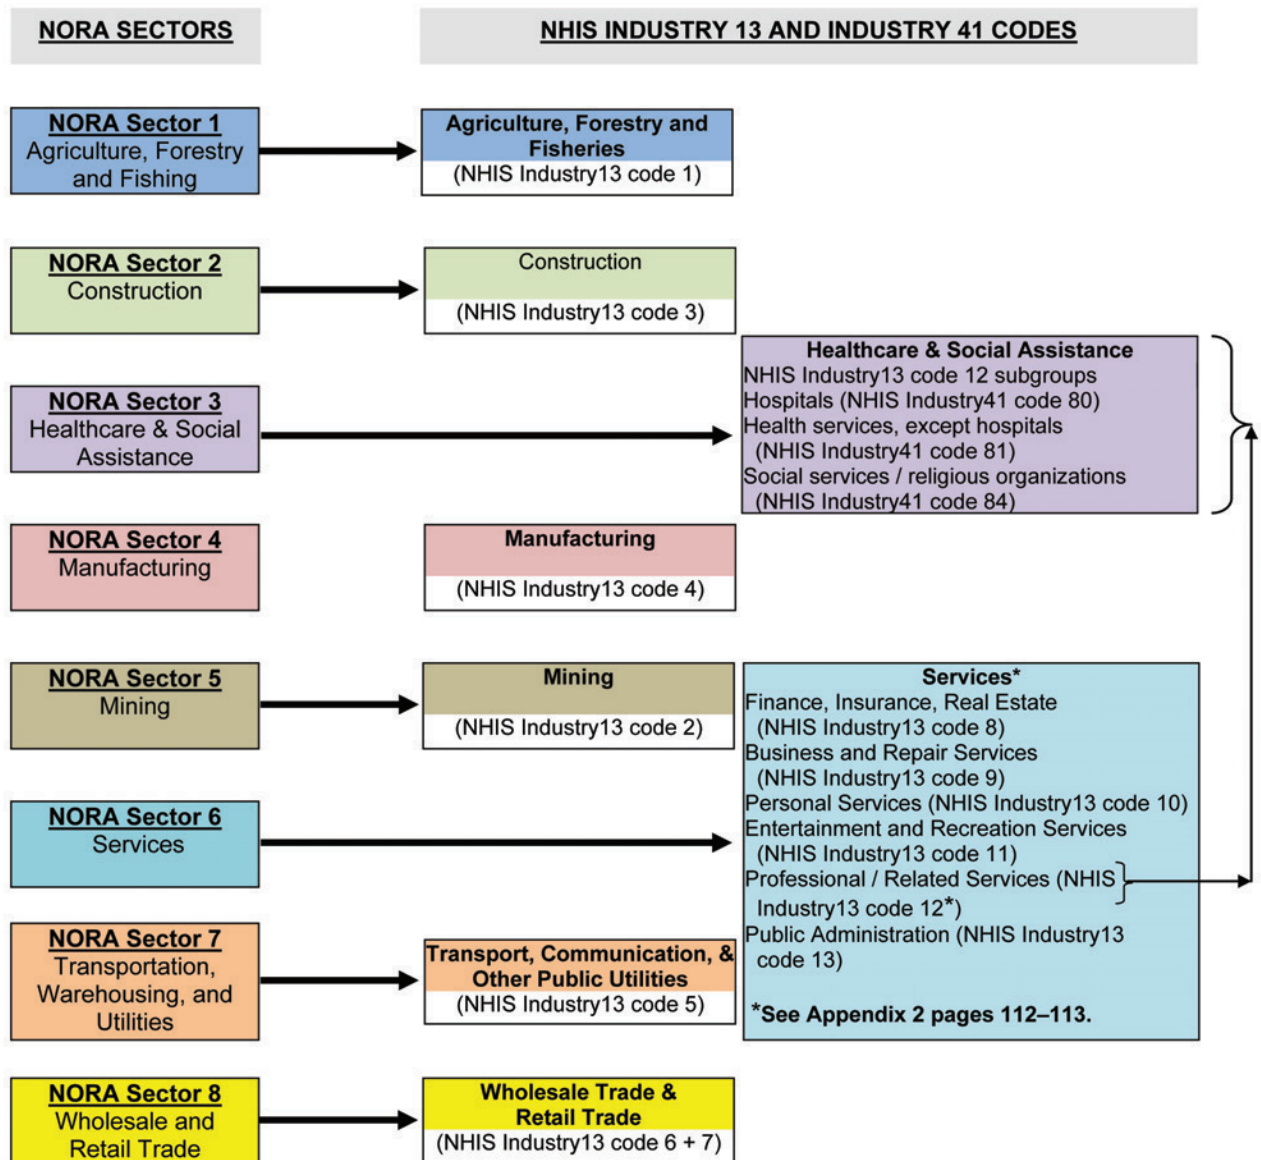 NORA SECTORS
NHIS INDUSTRY 13 AND INDUSTRY 41 CODES
NORA Sector 1
Agriculture, Forestry
and Fishing
Agriculture, Forestry and
Fisheries
(NHIS Industry13 code 1)
NORA Sector 2
Construction
Construction
(NHIS Industry13 code 3)
NORA Sector 3
Healthcare & Social
Assistance
Healthcare & Social Assistance
NHIS Industry13 code 12 subgroups
Hospitals (NHIS Industry41 code 80)
Health services, except hospitals
(NHIS Industry41 code 81)
Social services / religious organizations
(NHIS Industry41 code 84)
NORA Sector 4
Manufacturing
Manufacturing
(NHIS Industry13 code 4)
NORA Sector 5
Mining
Mining
(NHIS Industry13 code 2)
NORA Sector 6
Services
Services*
Finance, Insurance, Real Estate
(NHIS Industry13 code 8)
Business and Repair Services
(NHIS Industry13 code 9)
Personal Services (NHIS Industry13 code 10)
Entertainment and Recreation Services
(NHIS Industry13 code 11)
Professional / Related Services (NHIS
Industry13 code 12*)
Public Administration (NHIS Industry13
code 13)
*See Appendix 2 pages 112–113.
NORA Sector 7
Transportation,
Warehousing, and
Utilities
Transport, Communication, &
Other Public Utilities
(NHIS Industry13 code 5)
NORA Sector 8
Wholesale and
Retail Trade
Wholesale Trade &
Retail Trade
(NHIS Industry13 code 6 + 7)